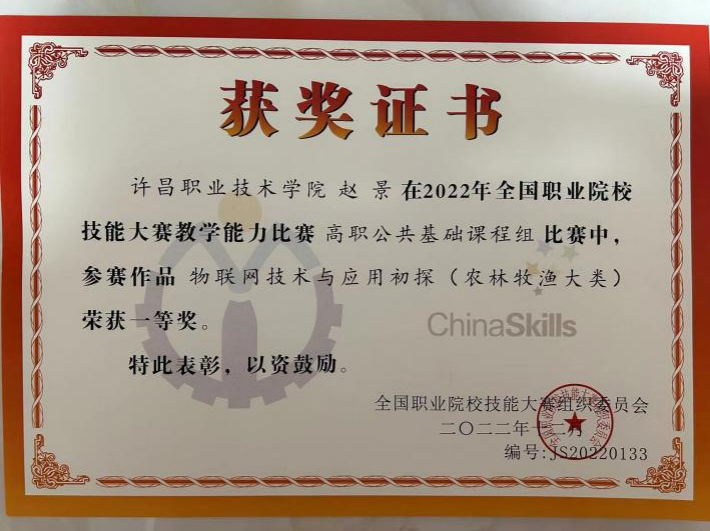 获奖证书
许昌职业技术学院 赵 景 在2022年全国职业院校
技能大赛教学能力比赛 高职公共基础课程组 比赛中，
参赛作品 物联网技术与应用初探（农林牧渔大类）
荣获一等奖。
ChinaSkills
特此表彰，以资鼓励。
全国职业院校技能大赛组织委员会
二〇二二年十二月
编号:JS20220133